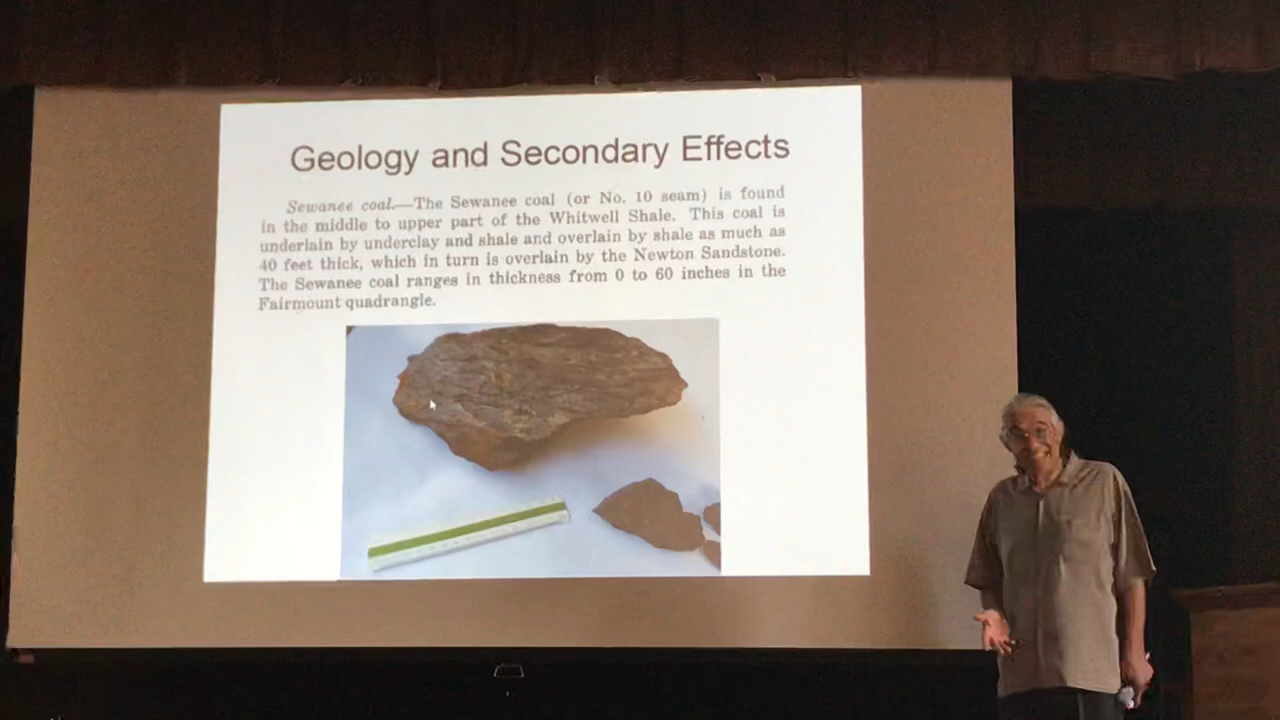 Geology and Secondary Effects
Sewanee coal.—The Sewanee coal (or No. 10 seam) is found
in the middle to upper part of the Whitwell Shale. This coal is
underlain by underclay and shale and overlain by shale as much as
40 feet thick, which in turn is overlain by the Newton Sandstone.
The Sewanee coal ranges in thickness from 0 to 60 inches in the
Fairmount quadrangle.